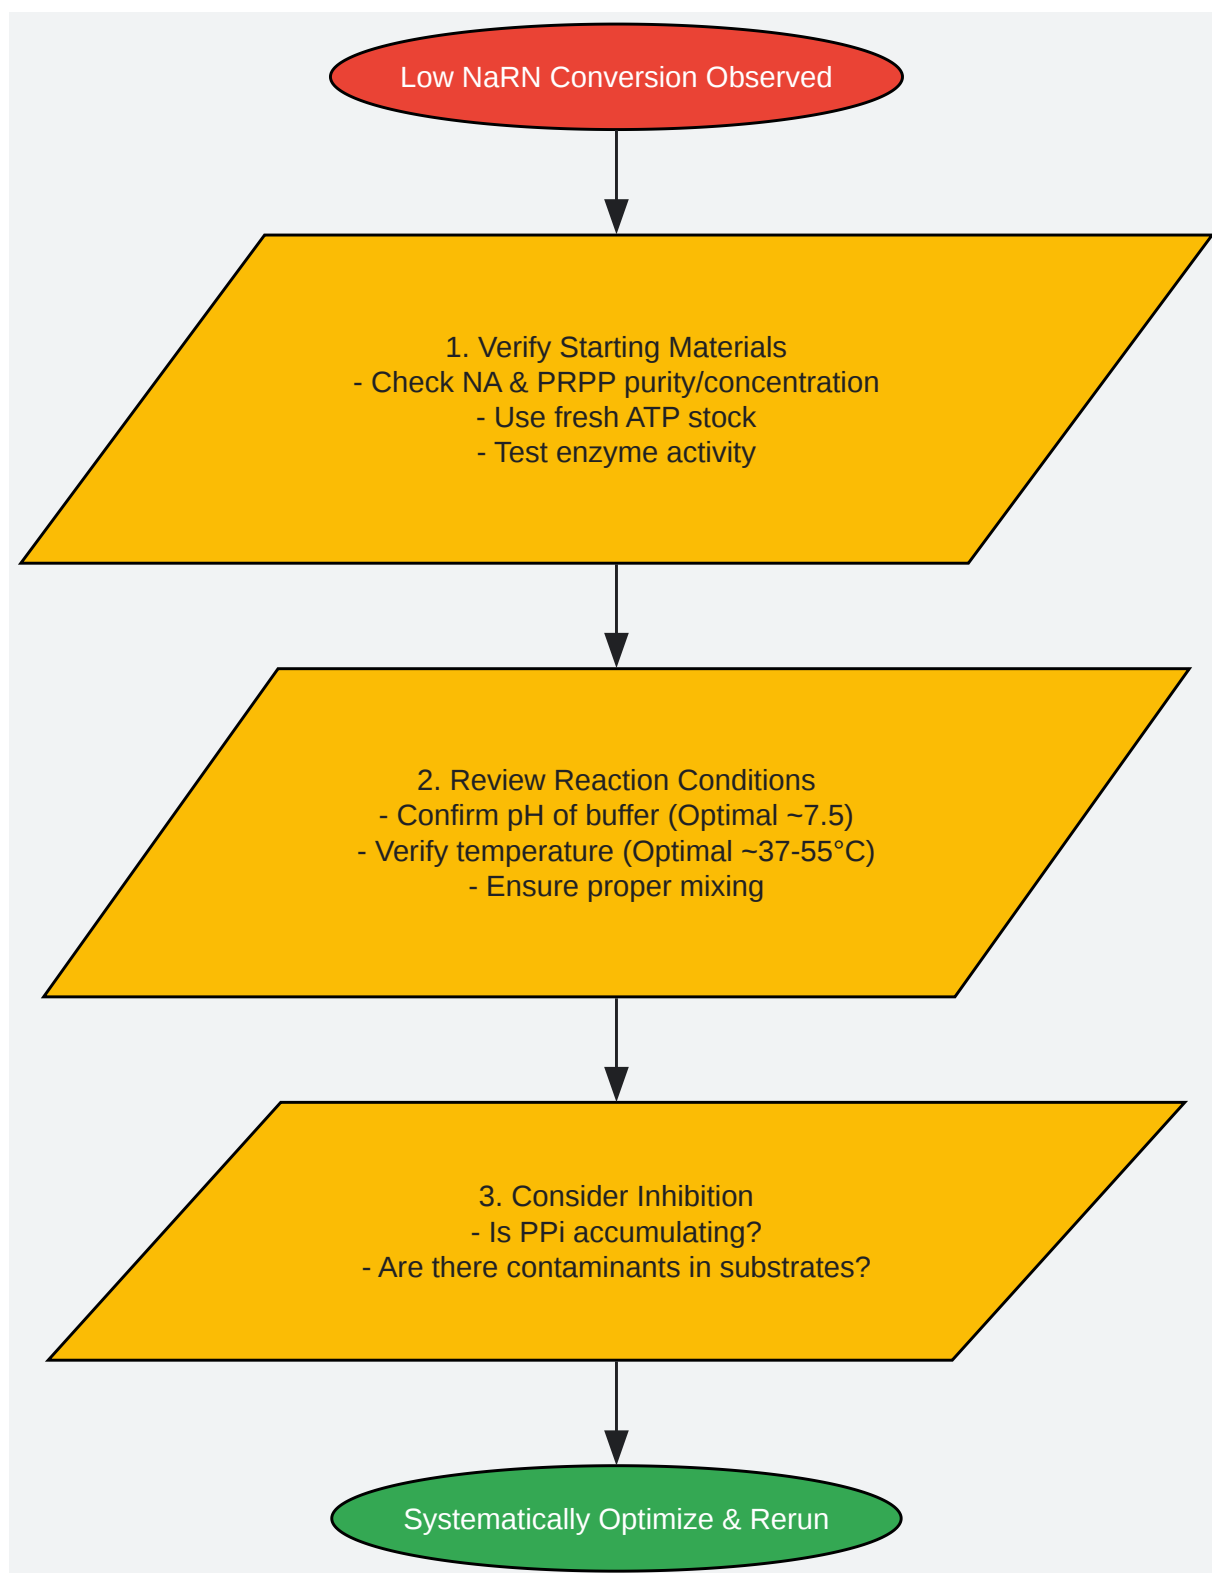 Low NaRN Conversion Observed
1. Verify Starting Materials
- Check NA & PRPP purity/concentration
- Use fresh ATP stock
- Test enzyme activity
2. Review Reaction Conditions
- Confirm pH of buffer (Optimal ~7.5)
- Verify temperature (Optimal ~37-55°C)
- Ensure proper mixing
3. Consider Inhibition
- Is PPi accumulating?
- Are there contaminants in substrates?
Systematically Optimize & Rerun